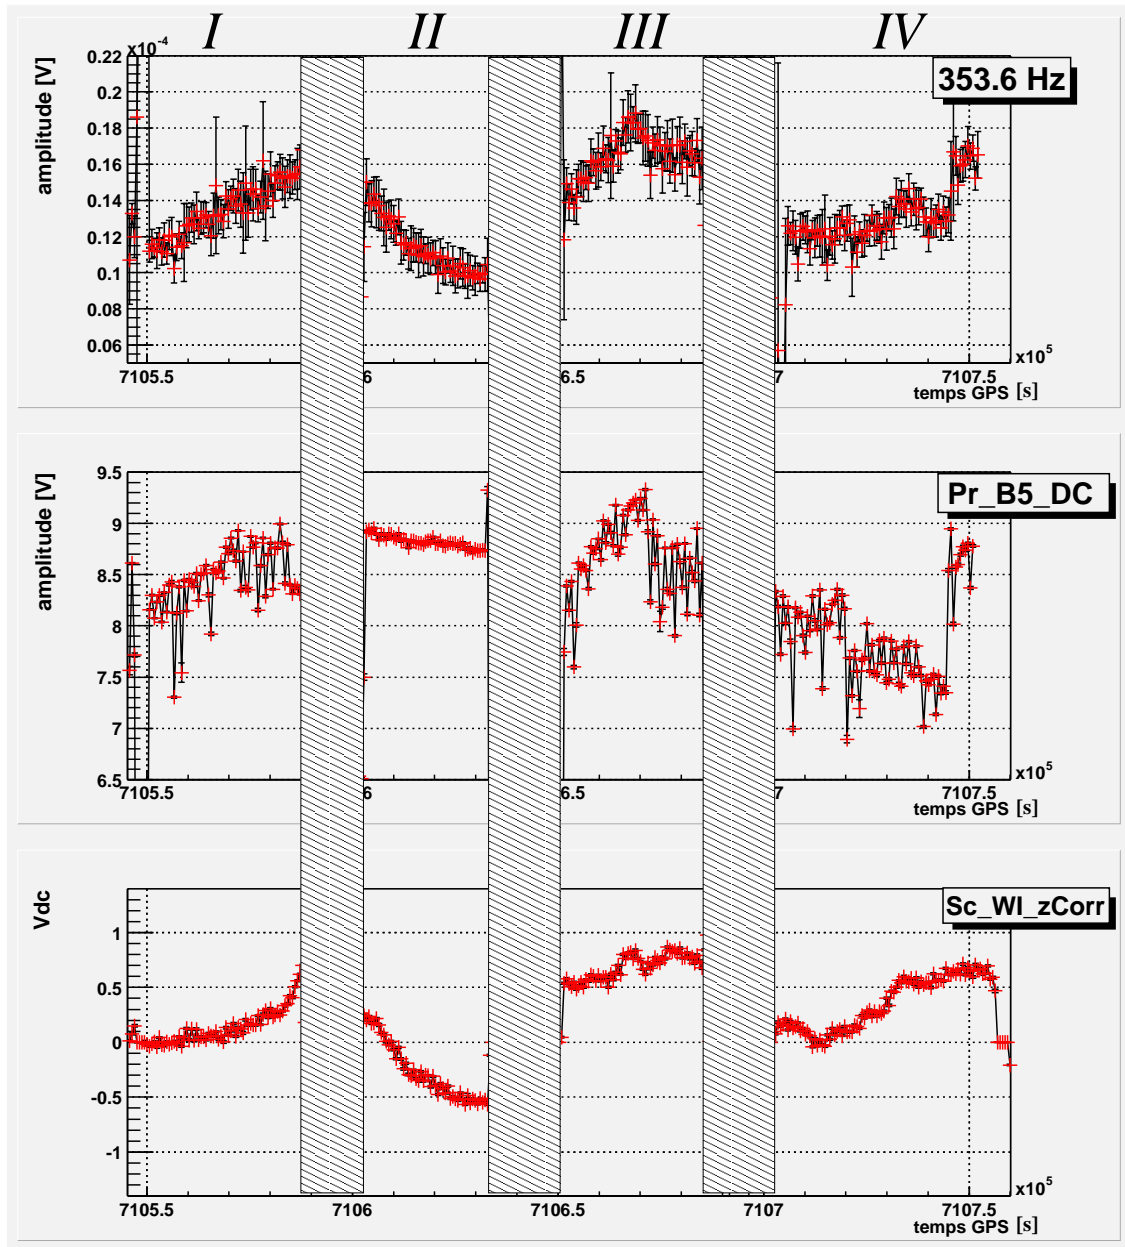 I II III IV
x10-4
amplitude [V]
353.6 Hz
0.22
0.2
0.18
0.16
0.14
0.12
0.1
0.08
0.06
7105.5 6 6.5 7 7107.5
x10^5
temps GPS [s]
amplitude [V]
Pr_B5_DC
9.5
9
8.5
8
7.5
7
6.5
7105.5 6 6.5 7 7107.5
x10^5
temps GPS [s]
Vdc
Sc_WI_zCorr
1
0.5
0
-0.5
-1
7105.5 7106 7106.5 7107 7107.5
x10^5
temps GPS [s]